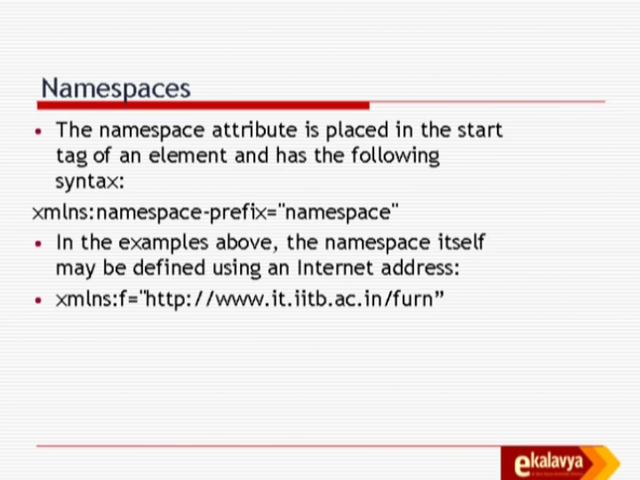 Namespaces
• The namespace attribute is placed in the start
tag of an element and has the following
syntax:
xmlns:namespace-prefix="namespace"
• In the examples above, the namespace itself
may be defined using an Internet address:
• xmlns:f="http://www.it.iitb.ac.in/furn”
ekalavya